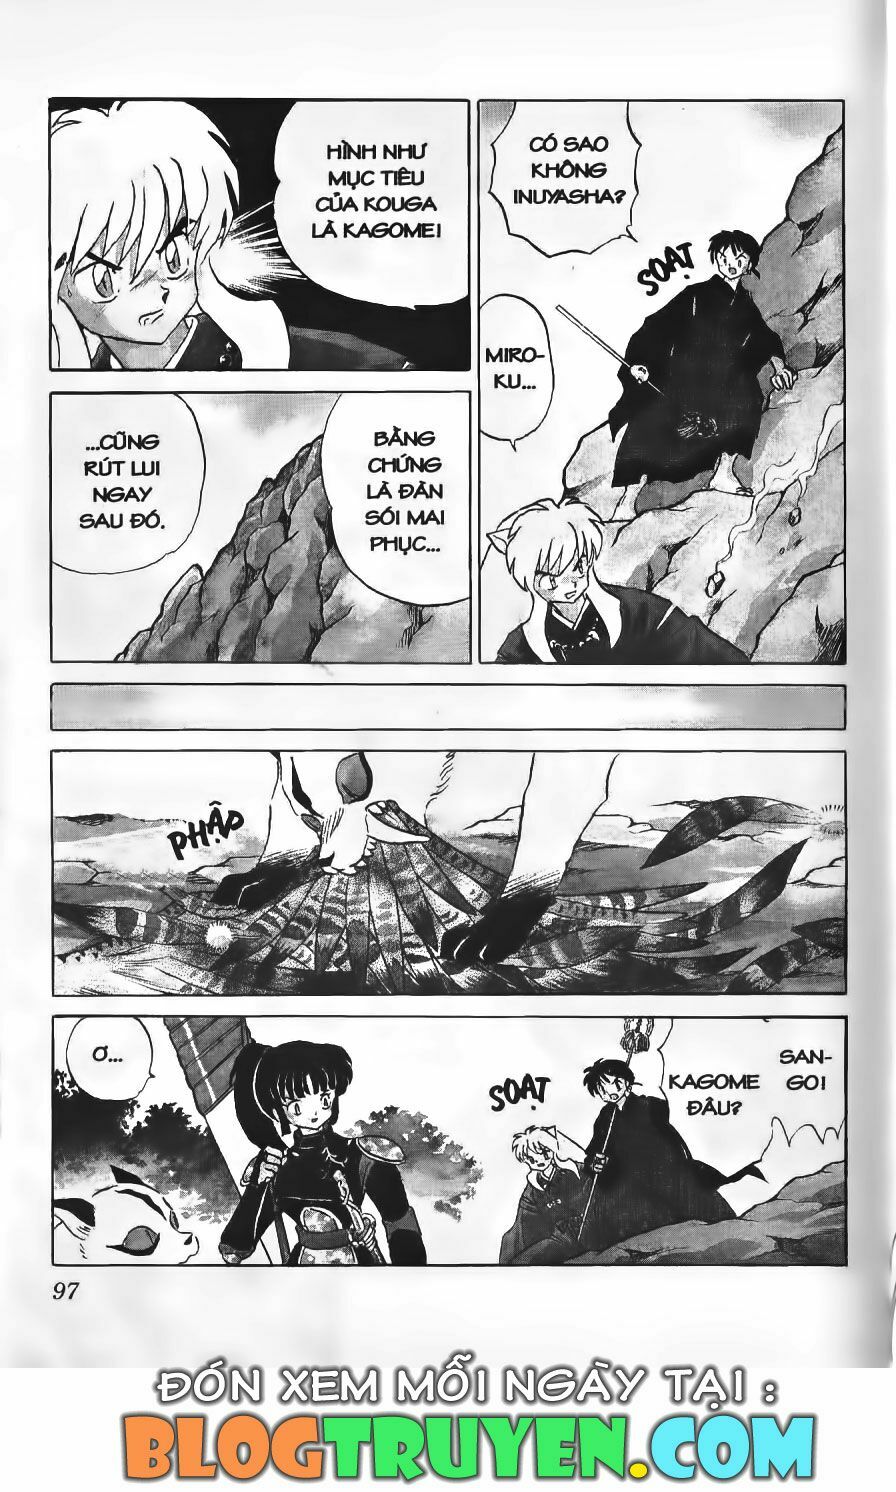 HÌNH NHƯ
MỤC TIÊU
CỦA KOUGA
LÀ KAGOME!
CÓ SAO
KHÔNG
INUYASHA?
SOẠT
MIRO-
KU...
BẰNG
CHỨNG
LÀ ĐÀN
SÓI MAI
PHỤC...
...CŨNG
RÚT LUI
NGAY
SAU ĐÓ.
PHẬP
Ơ...
SOẠT
KAGOME
ĐÂU?
SAN-
GO!
97
ĐÓN XEM MỖI NGÀY TẠI :
BLOGTRUYEN.COM